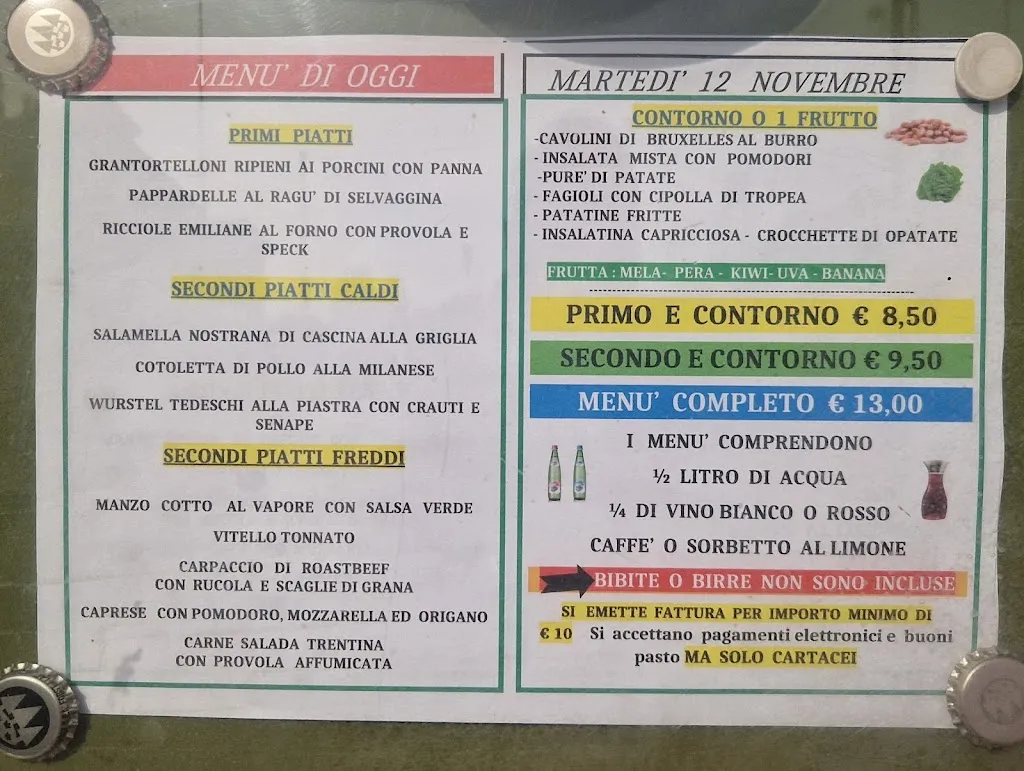 MENU' DI OGGI
PRIMI PIATTI
GRANTORTELLONI RIPIENI AI PORCINI CON PANNA
PAPPARDELLE AL RAGU' DI SELVAGGINA
RICCIOLE EMILIANE AL FORNO CON PROVOLA E
SPECK
SECONDI PIATTI CALDI
SALAMELLA NOSTRANA DI CASCINA ALLA GRIGLIA
COTOLETTA DI POLLO ALLA MILANESE
WURSTEL TEDESCHI ALLA PIASTRA CON CRAUTI E
SENAPE
SECONDI PIATTI FREDDI
MANZO COTTO AL VAPORE CON SALSA VERDE
VITELLO TONNATO
CARPACCIO DI ROASTBEEF
CON RUCOLA E SCAGLIE DI GRANA
CAPRESE CON POMODORO, MOZZARELLA ED ORIGANO
CARNE SALADA TRENTINA
CON PROVOLA AFFUMICATA
MARTEDI' 12 NOVEMBRE
CONTORNO O 1 FRUTTO
-CAVOLINI DI BRUXELLES AL BURRO
- INSALATA MISTA CON POMODORI
-PURE' DI PATATE
- FAGIOLI CON CIPOLLA DI TROPEA
- PATATINE FRITTE
- INSALATINA CAPRICCIOSA - CROCCHETTE DI OPATATE
FRUTTA : MELA- PERA - KIWI- UVA - BANANA
PRIMO E CONTORNO € 8,50
SECONDO E CONTORNO € 9,50
MENU' COMPLETO € 13,00
I MENU' COMPRENDONO
½ LITRO DI ACQUA
¼ DI VINO BIANCO O ROSSO
CAFFE' O SORBETTO AL LIMONE
BIBITE O BIRRE NON SONO INCLUSE
SI EMETTE FATTURA PER IMPORTO MINIMO DI
€ 10 Si accettano pagamenti elettronici e buoni
pasto MA SOLO CARTACEI